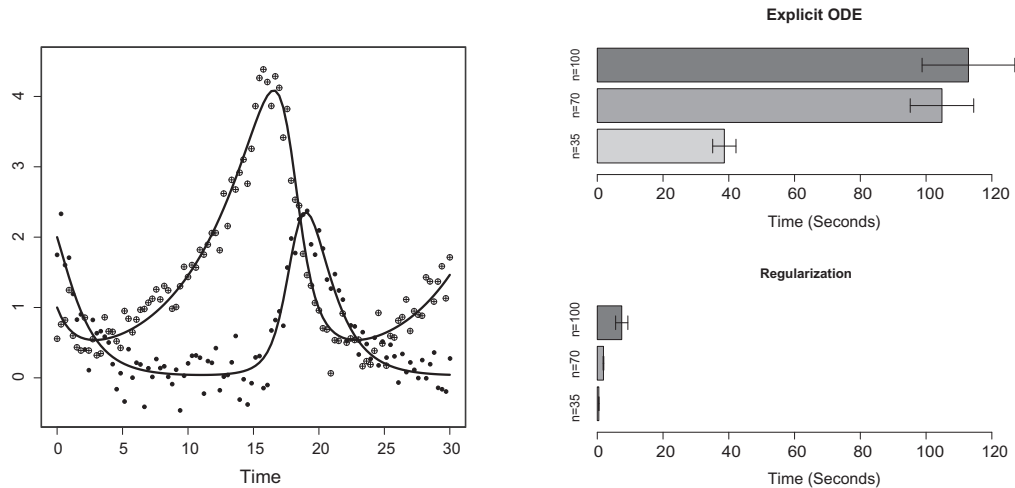 4
3
2
1
0
0 5 10 15 20 25 30
Time
Explicit ODE
n=100
n=70
n=35
0 20 40 60 80 100 120
Time (Seconds)
Regularization
n=100
n=70
n=35
0 20 40 60 80 100 120
Time (Seconds)